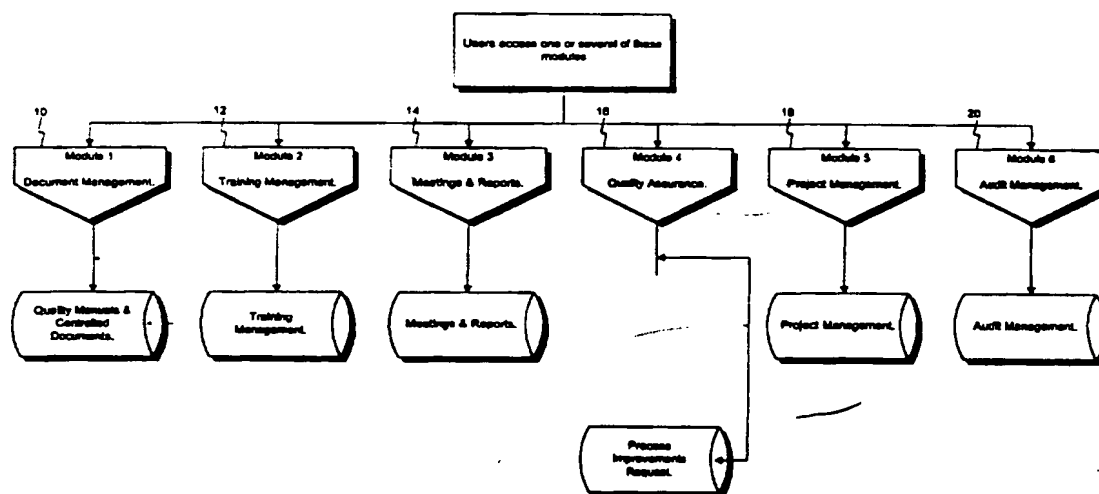 Users access one or several of these
modules
10
12
14
16
18
20
Module 1
Document Management.
Module 2
Training Management.
Module 3
Meetings & Reports.
Module 4
Quality Assurance.
Module 5
Project Management.
Module 6
Audit Management.
Quality Manuals &
Controlled
Documents.
Training
Management.
Meetings & Reports.
Project Management.
Audit Management.
Process
Improvements
Request.